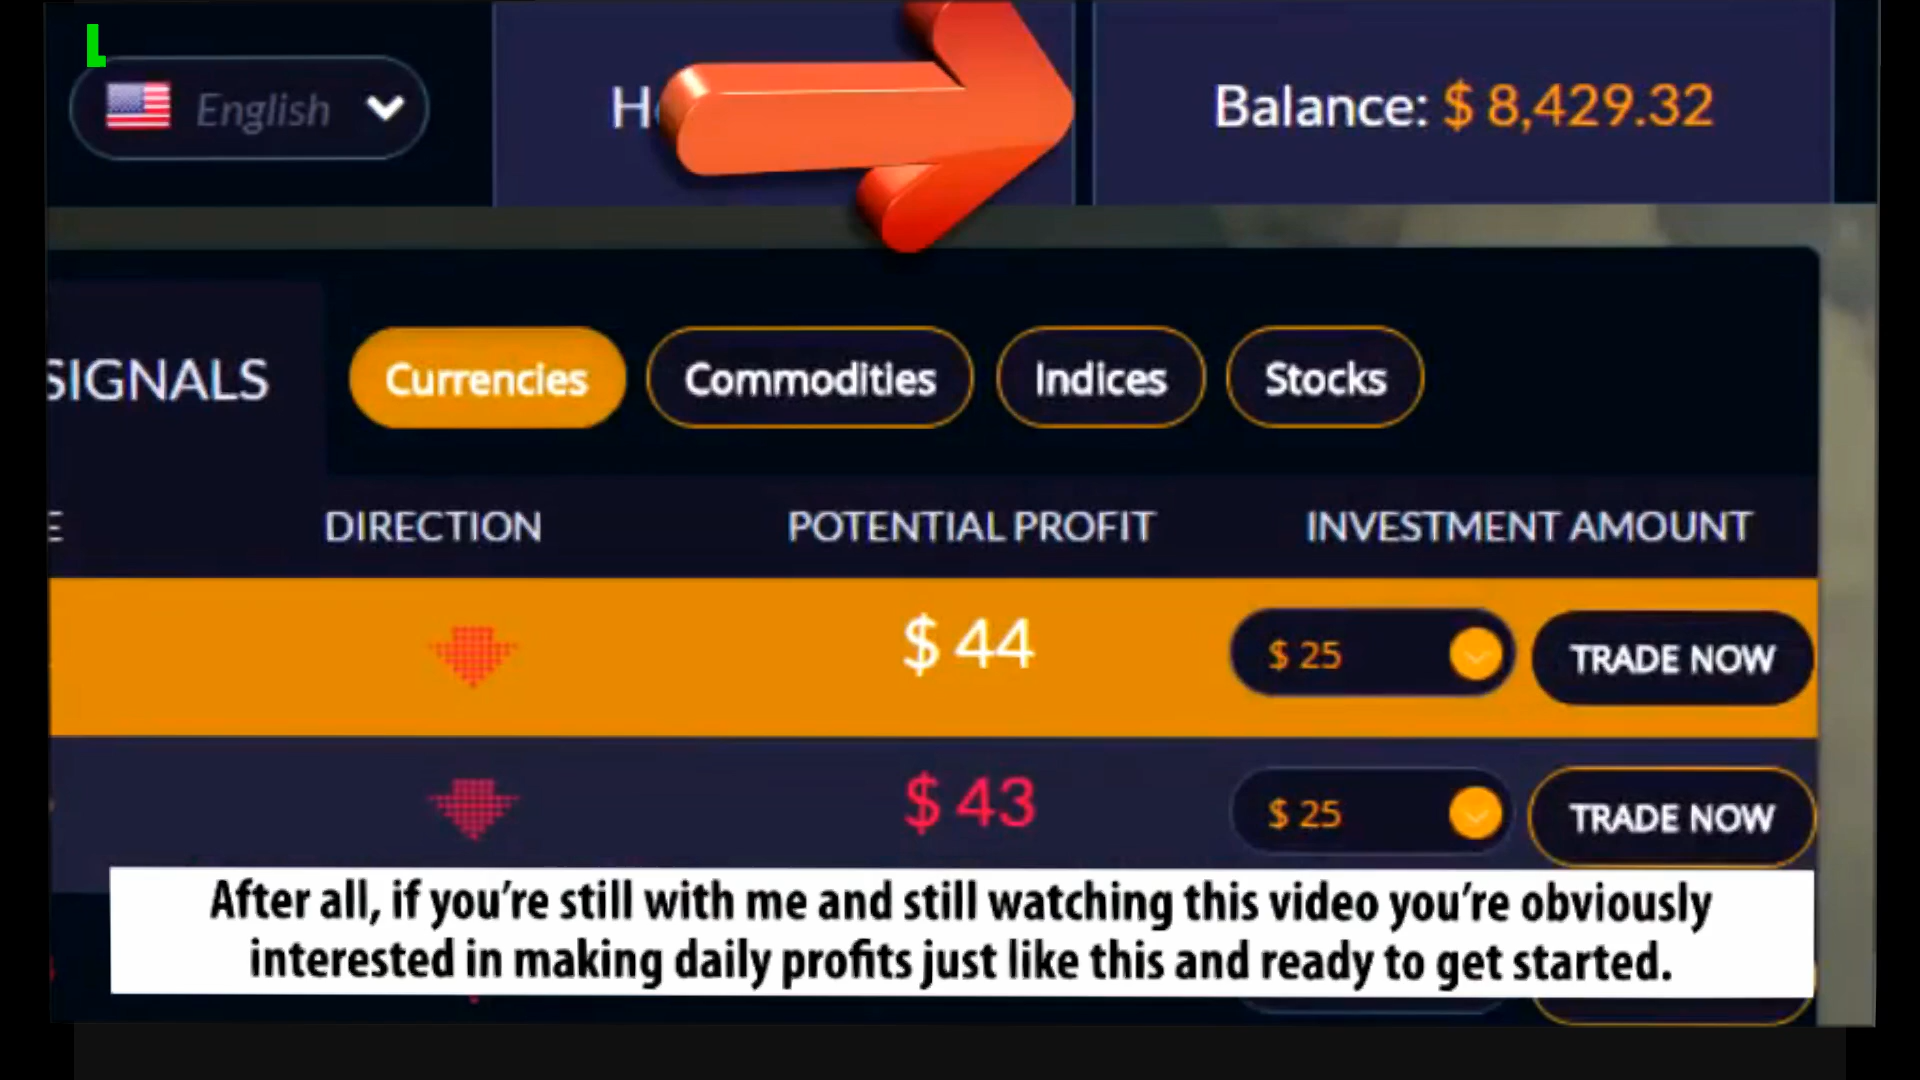 English
Balance: $ 8,429.32
SIGNALS
Currencies
Commodities
Indices
Stocks
DIRECTION
POTENTIAL PROFIT
INVESTMENT AMOUNT
$ 44
$ 25
TRADE NOW
$ 43
$ 25
TRADE NOW
After all, if you're still with me and still watching this video you're obviously
interested in making daily profits just like this and ready to get started.